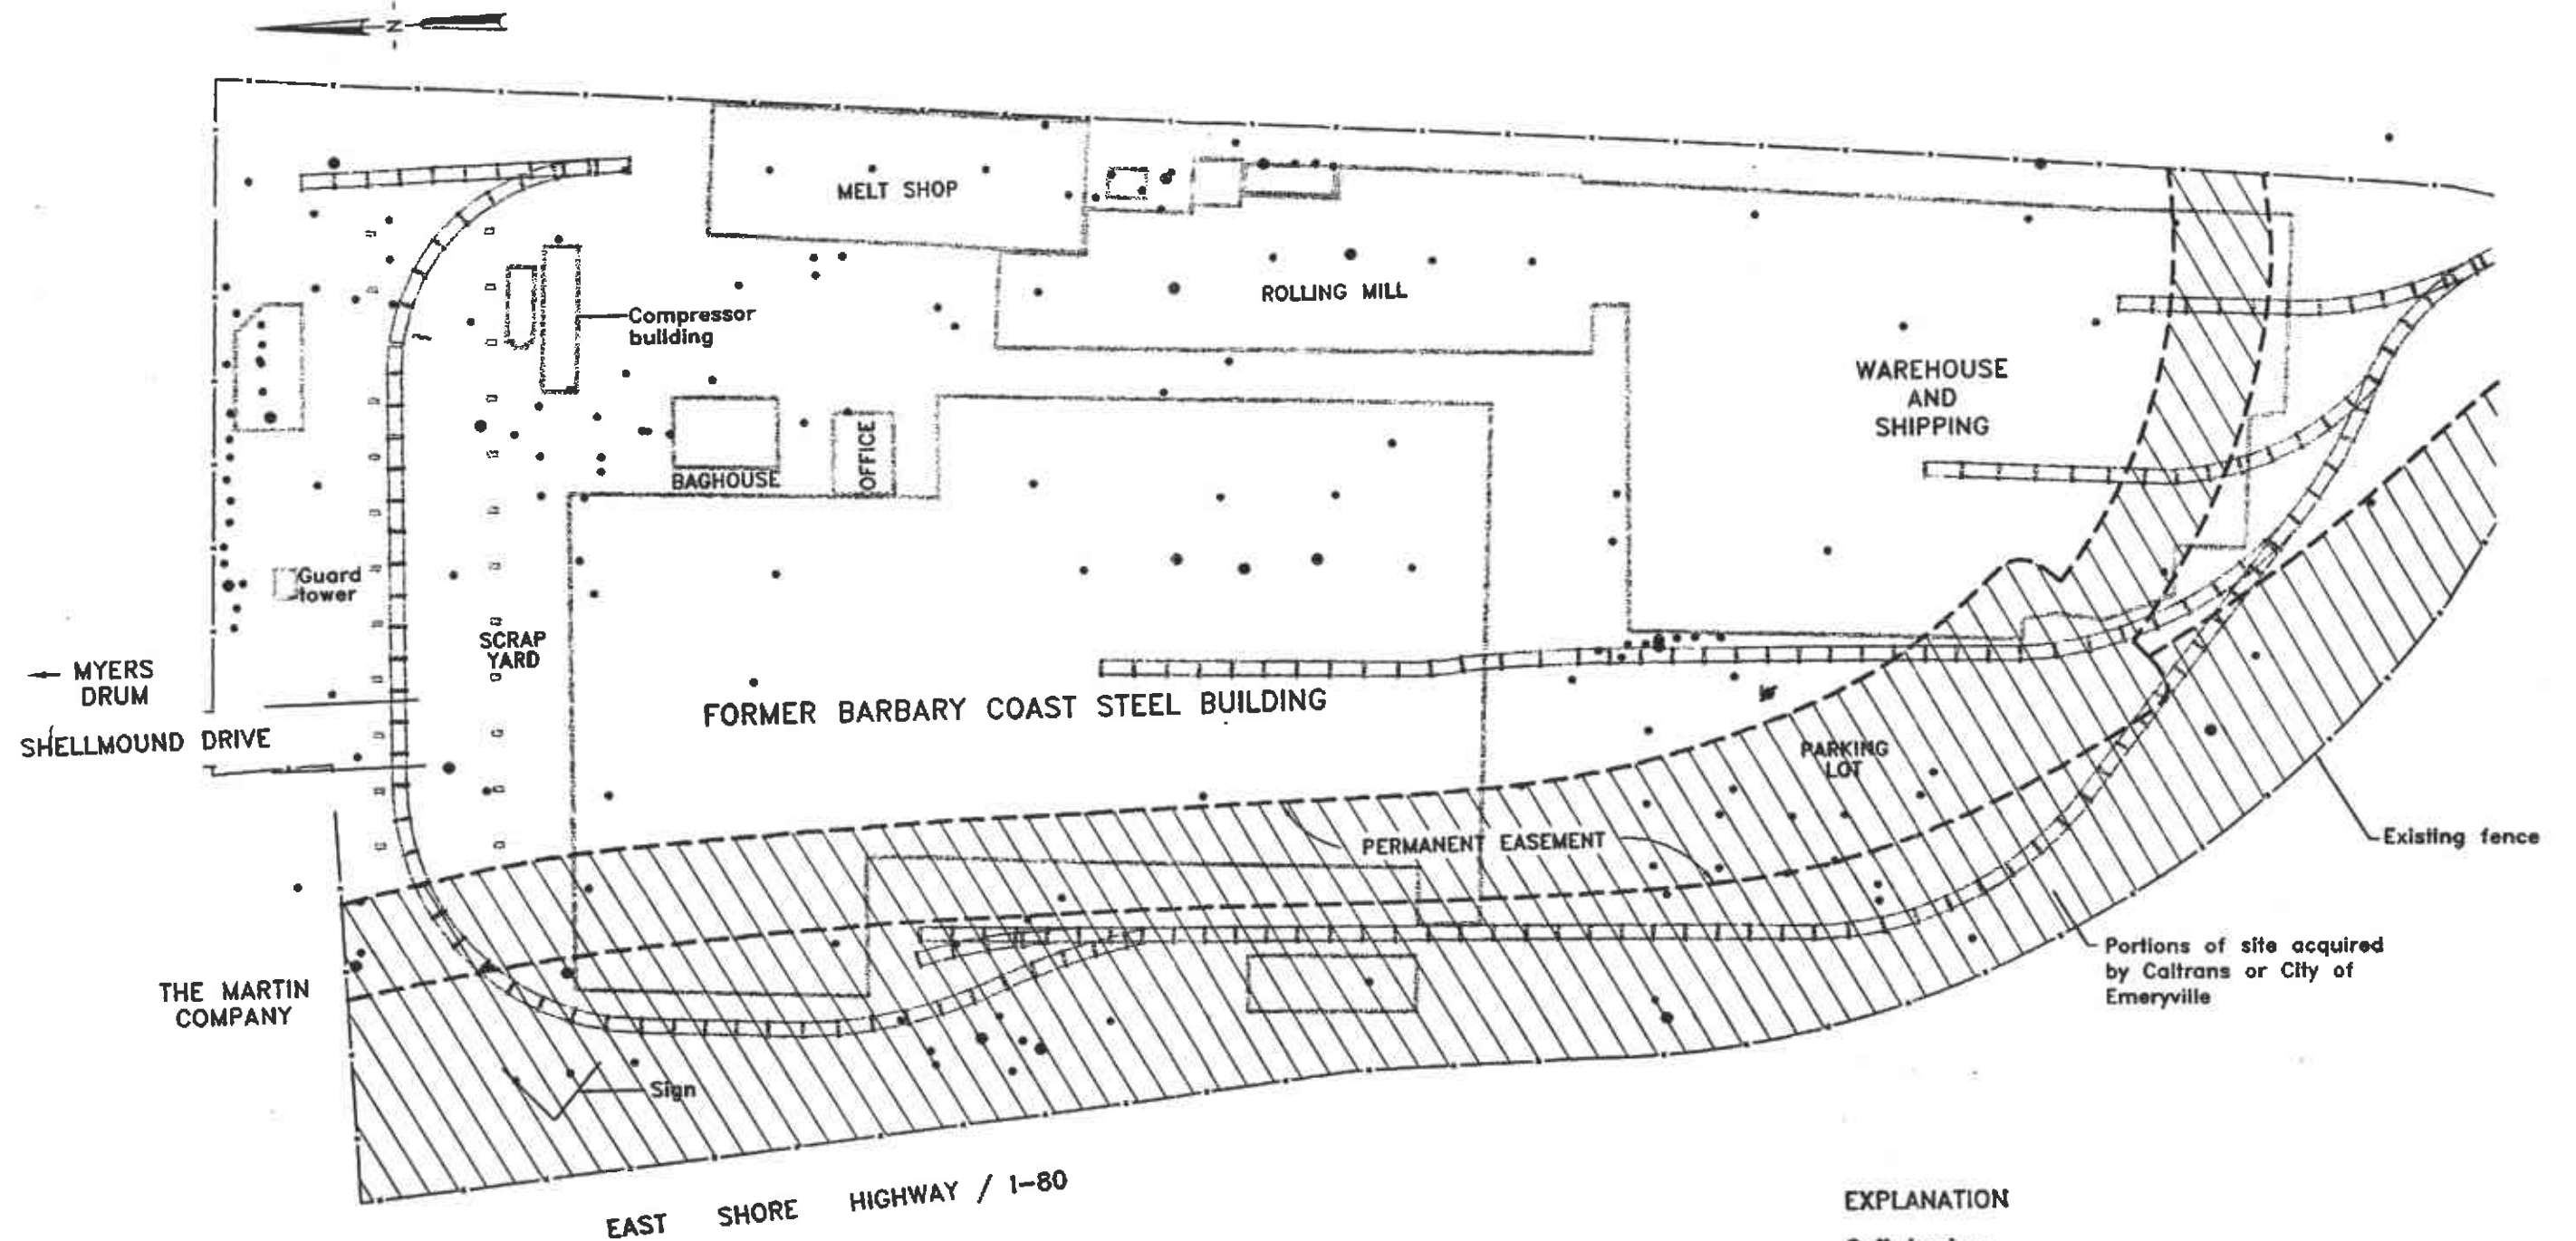 N
MELT SHOP
ROLLING MILL
Compressor
building
WAREHOUSE
AND
SHIPPING
BAGHOUSE
OFFICE
Guard
tower
SCRAP
YARD
← MYERS
DRUM
SHELLMOUND DRIVE
FORMER BARBARY COAST STEEL BUILDING
PARKING
LOT
PERMANENT EASEMENT
Existing fence
Portions of site acquired
by Caltrans or City of
Emeryville
THE MARTIN
COMPANY
Sign
EAST SHORE HIGHWAY / I-80
EXPLANATION